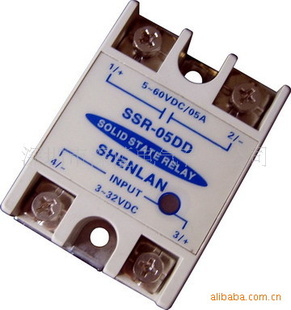 1/+
5-60VDC/05A
2/-
SSR-05DD
SOLID STATE RELAY
SHENLAN
4/-
INPUT
3/+
3-32VDC
alibaba.com.cn